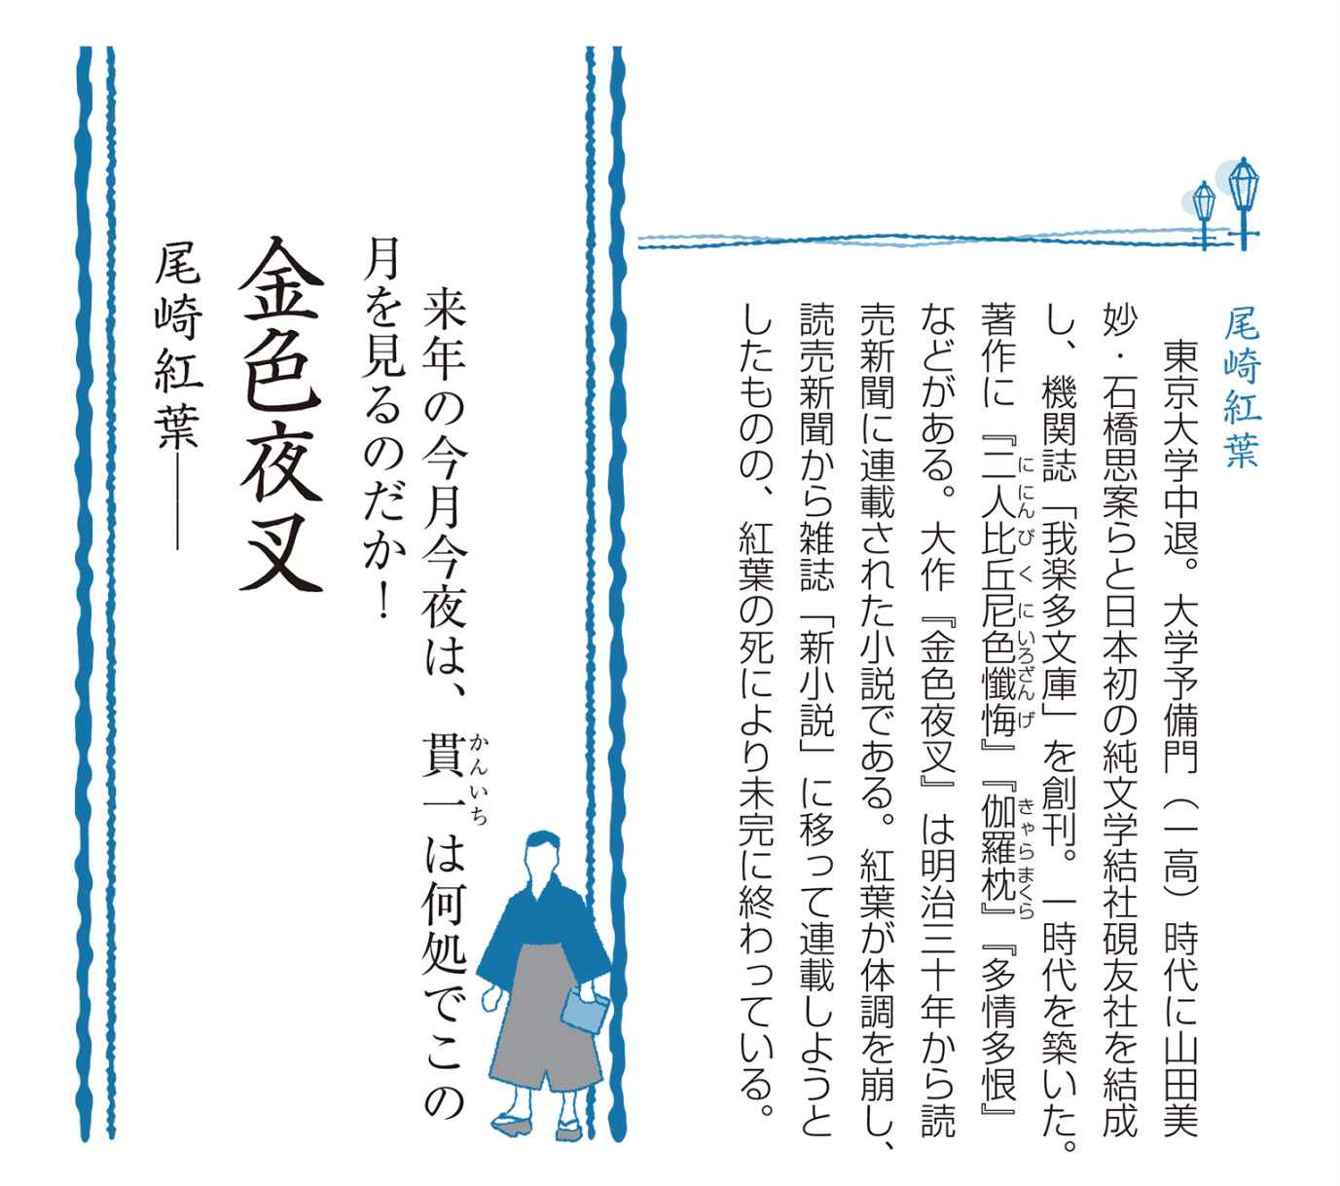 尾崎紅葉
東京大学中退。大学予備門（一高）時代に山田美
妙・石橋思案らと日本初の純文学結社硯友社を結成
し、機関誌「我楽多文庫」を創刊。一時代を築いた。
著作に『二人比丘尼色懺悔』『伽羅枕』『多情多恨』
ににんびくにいろざんげ
きゃらまくら
などがある。大作『金色夜叉』は明治三十年から読
売新聞に連載された小説である。紅葉が体調を崩し、
読売新聞から雑誌「新小説」に移って連載しようと
したものの、紅葉の死により未完に終わっている。
来年の今月今夜は、貫一は何処でこの
かんいち
月を見るのだか！
金色夜叉
尾崎紅葉――